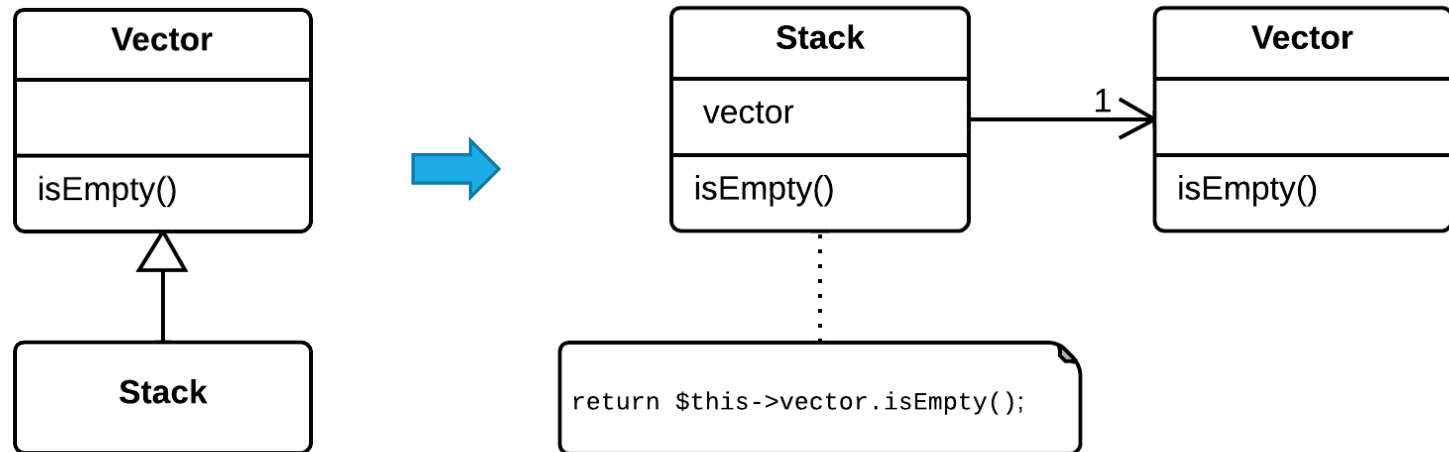 Vector
isEmpty()
Stack
Stack
vector
isEmpty()
1
Vector
isEmpty()
return $this->vector.isEmpty();